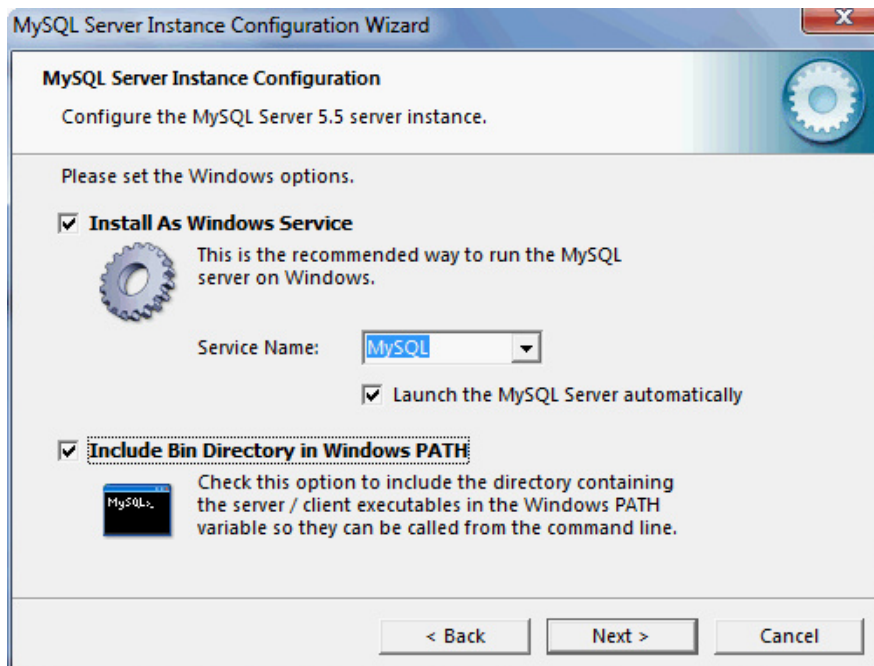 MySQL Server Instance Configuration Wizard
MySQL Server Instance Configuration
Configure the MySQL Server 5.5 server instance.
Please set the Windows options.
Install As Windows Service
This is the recommended way to run the MySQL
server on Windows.
Service Name: MySQL
Launch the MySQL Server automatically
Include Bin Directory in Windows PATH
MySQL>_
Check this option to include the directory containing
the server / client executables in the Windows PATH
variable so they can be called from the command line.
< Back Next > Cancel